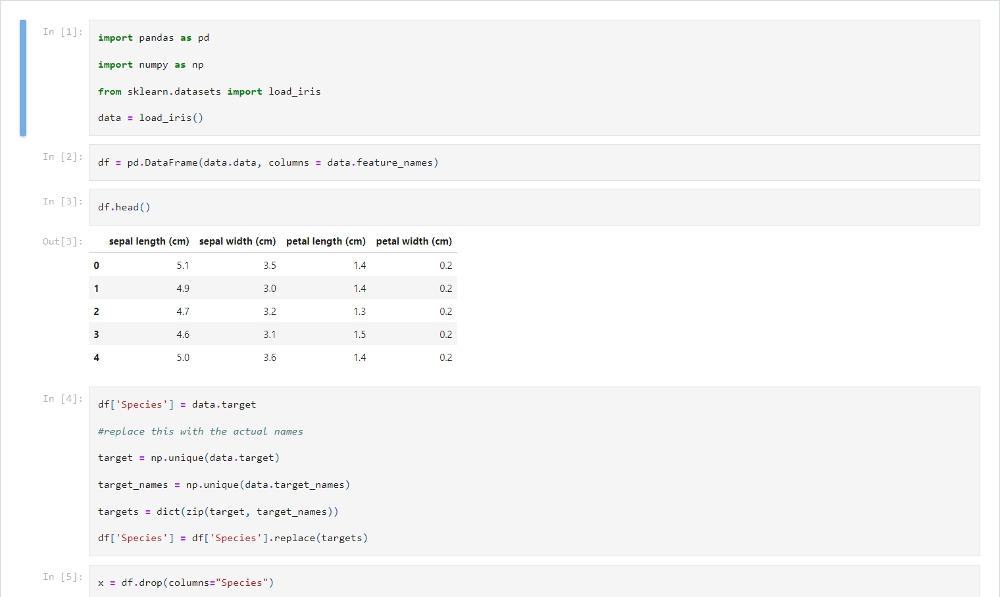 In [1]:
import pandas as pd
import numpy as np
from sklearn.datasets import load_iris
data = load_iris()
In [2]:
df = pd.DataFrame(data.data, columns = data.feature_names)
In [3]:
df.head()
Out[3]:
sepal length (cm) sepal width (cm) petal length (cm) petal width (cm)
0 5.1 3.5 1.4 0.2
1 4.9 3.0 1.4 0.2
2 4.7 3.2 1.3 0.2
3 4.6 3.1 1.5 0.2
4 5.0 3.6 1.4 0.2
In [4]:
df['Species'] = data.target
#replace this with the actual names
target = np.unique(data.target)
target_names = np.unique(data.target_names)
targets = dict(zip(target, target_names))
df['Species'] = df['Species'].replace(targets)
In [5]:
x = df.drop(columns="Species")